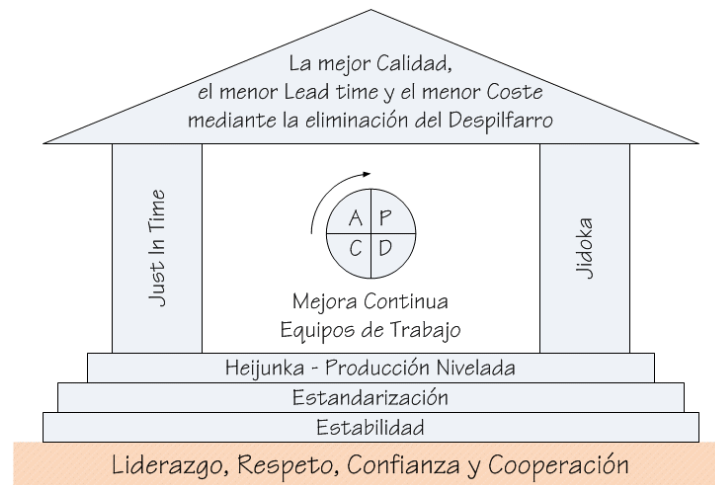 La mejor Calidad,
el menor Lead time y el menor Coste
mediante la eliminación del Despilfarro
Just In Time
A P
C D
Jidoka
Mejora Continua
Equipos de Trabajo
Heijunka - Producción Nivelada
Estandarización
Estabilidad
Liderazgo, Respeto, Confianza y Cooperación